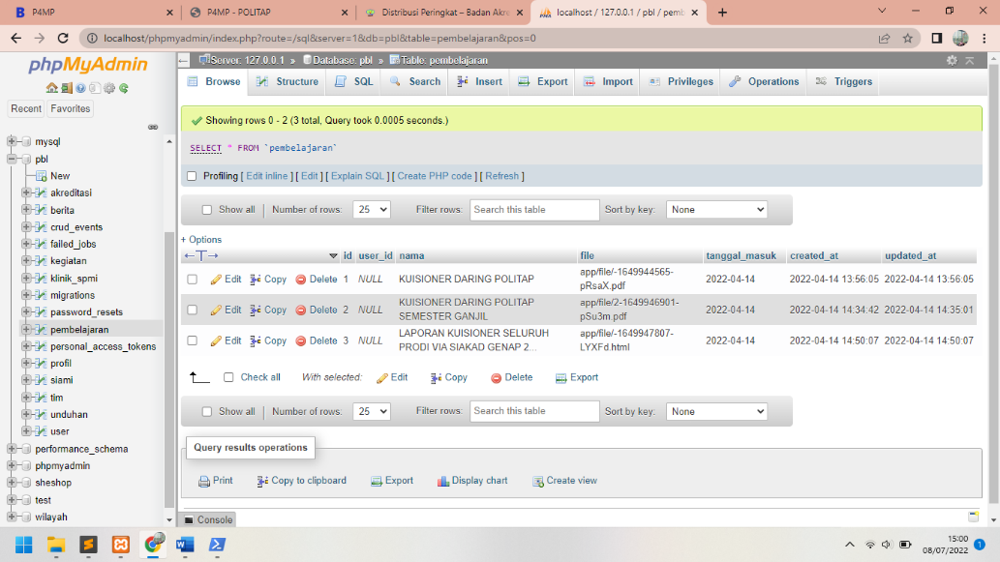 P4MP
P4MP - POLITAP
Distribusi Peringkat – Badan Akre
localhost / 127.0.0.1 / pbl / pemb
localhost/phpmyadmin/index.php?route=/sql&server=1&db=pbl&table=pembelajaran&pos=0
phpMyAdmin
Recent Favorites
mysql
pbl
New
akreditasi
berita
crud_events
failed_jobs
kegiatan
klinik_spmi
migrations
password_resets
pembelajaran
personal_access_tokens
profil
siami
tim
unduhan
user
performance_schema
phpmyadmin
sheshop
test
wilayah
Server: 127.0.0.1 » Database: pbl » Table: pembelajaran
Browse Structure SQL Search Insert Export Import Privileges Operations Triggers
Showing rows 0 - 2 (3 total, Query took 0.0005 seconds.)
SELECT * FROM `pembelajaran`
Profiling [ Edit inline ] [ Edit ] [ Explain SQL ] [ Create PHP code ] [ Refresh ]
Show all Number of rows: 25 Filter rows: Search this table Sort by key: None
+ Options
←T→ id user_id nama file tanggal_masuk created_at updated_at
Edit Copy Delete 1 NULL KUISIONER DARING POLITAP app/file/-1649944565-pRsaX.pdf 2022-04-14 2022-04-14 13:56:05 2022-04-14 13:56:05
Edit Copy Delete 2 NULL KUISIONER DARING POLITAP SEMESTER GANJIL app/file/2-1649946901-pSu3m.pdf 2022-04-14 2022-04-14 14:34:42 2022-04-14 14:35:01
Edit Copy Delete 3 NULL LAPORAN KUISIONER SELURUH PRODI VIA SIAKAD GENAP 2... app/file/-1649947807-LYXFd.html 2022-04-14 2022-04-14 14:50:07 2022-04-14 14:50:07
Check all With selected: Edit Copy Delete Export
Show all Number of rows: 25 Filter rows: Search this table Sort by key: None
Query results operations
Print Copy to clipboard Export Display chart Create view
Console
15:00
08/07/2022
1